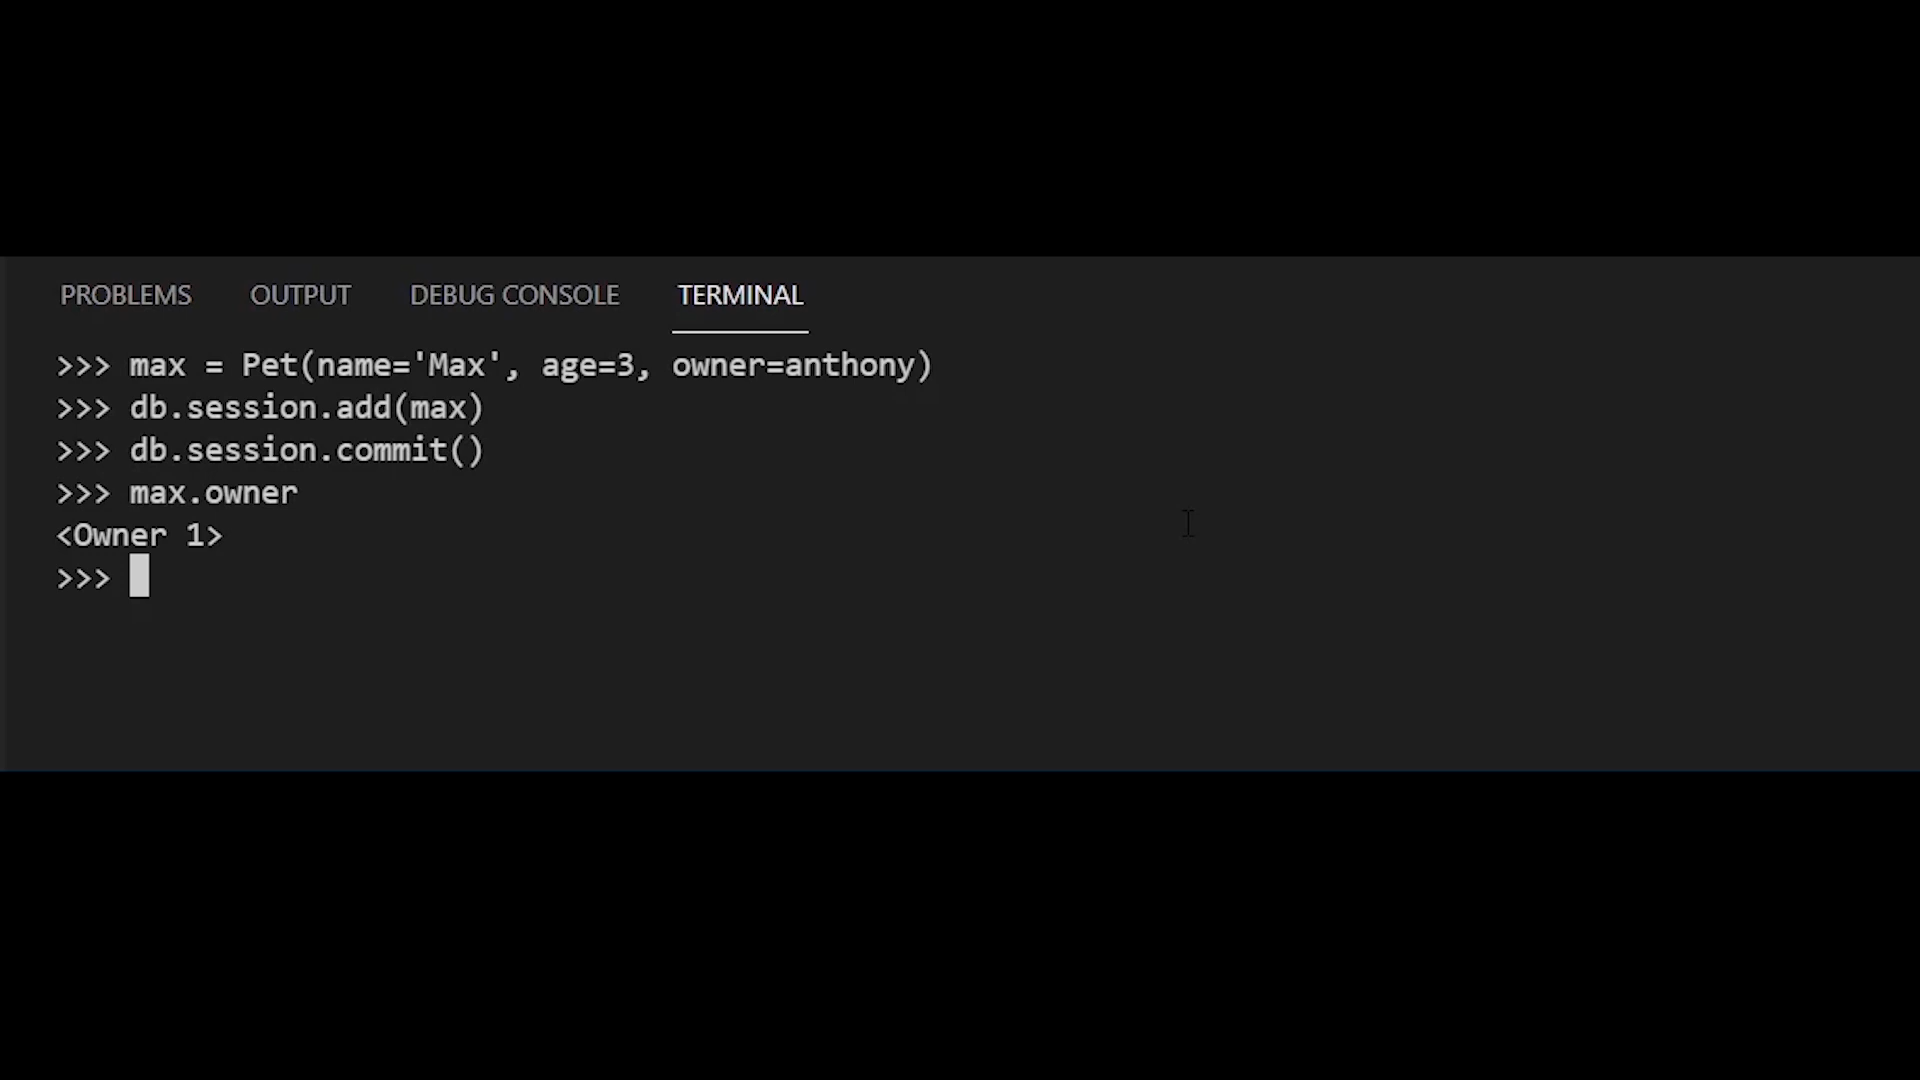 PROBLEMS OUTPUT DEBUG CONSOLE TERMINAL
>>> max = Pet(name='Max', age=3, owner=anthony)
>>> db.session.add(max)
>>> db.session.commit()
>>> max.owner
<Owner 1>
>>>